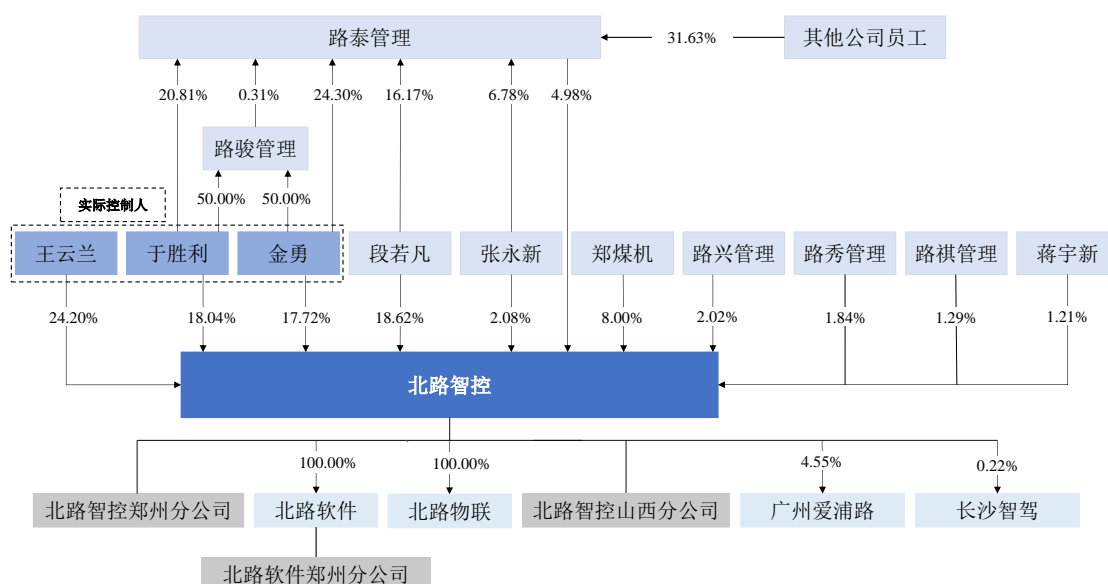 路泰管理
31.63%
其他公司员工
20.81%
0.31%
24.30%
16.17%
6.78%
4.98%
路骏管理
50.00%
50.00%
实际控制人
王云兰
于胜利
金勇
段若凡
张永新
郑煤机
路兴管理
路秀管理
路祺管理
蒋宇新
24.20%
18.04%
17.72%
18.62%
2.08%
8.00%
2.02%
1.84%
1.29%
1.21%
北路智控
100.00%
100.00%
4.55%
0.22%
北路智控郑州分公司
北路软件
北路物联
北路智控山西分公司
广州爱浦路
长沙智驾
北路软件郑州分公司